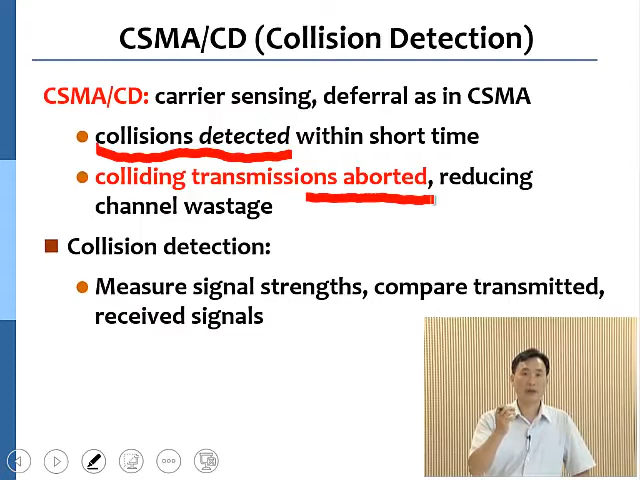 CSMA/CD (Collision Detection)
CSMA/CD: carrier sensing, deferral as in CSMA
collisions detected within short time
colliding transmissions aborted, reducing
channel wastage
Collision detection:
Measure signal strengths, compare transmitted,
received signals